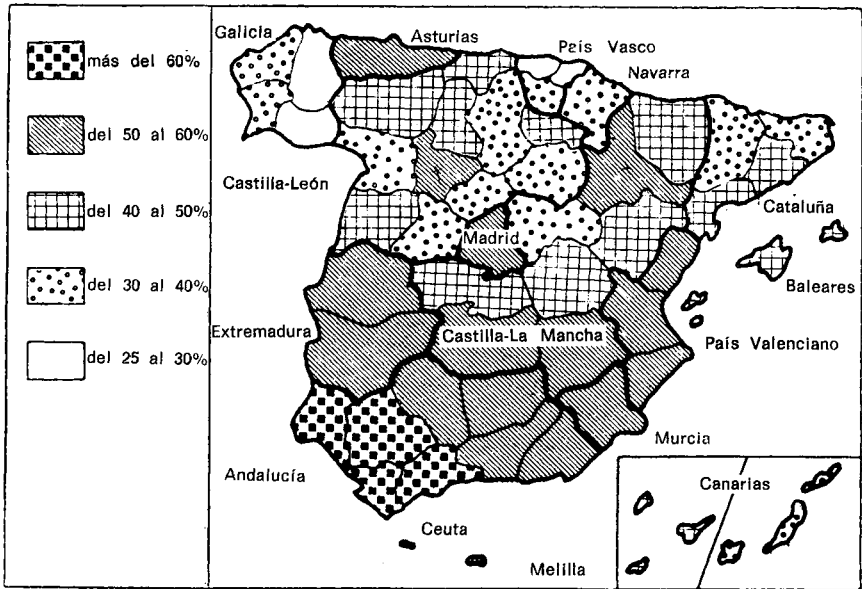 más del 60%
del 50 al 60%
del 40 al 50%
del 30 al 40%
del 25 al 30%
Galicia
Asturias
País Vasco
Navarra
Castilla-León
Cataluña
Madrid
Baleares
Extremadura
Castilla-La Mancha
País Valenciano
Murcia
Andalucía
Canarias
Ceuta
Melilla